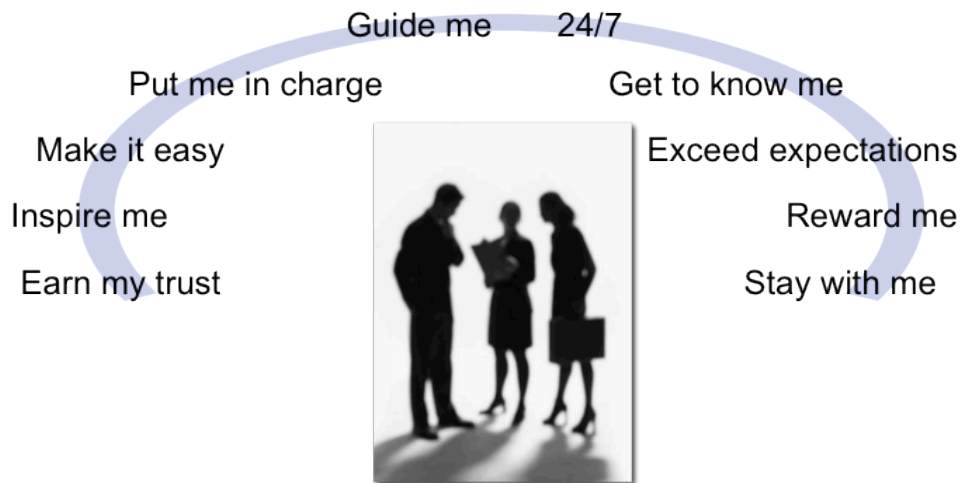 Guide me 24/7
Put me in charge
Get to know me
Make it easy
Exceed expectations
Inspire me
Reward me
Earn my trust
Stay with me